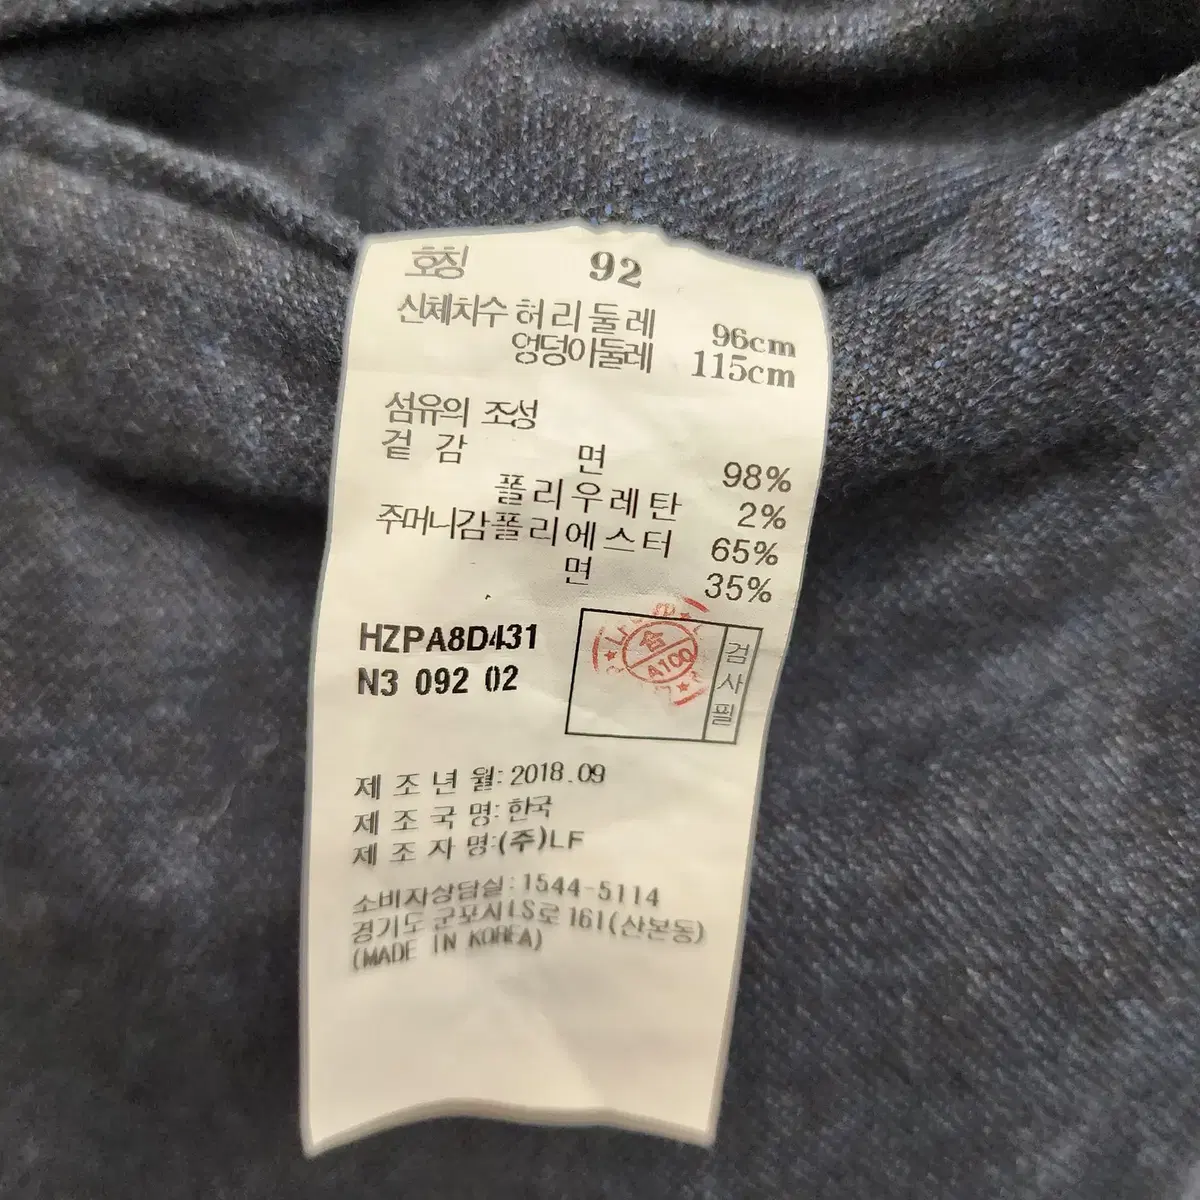 호칭 92
신체치수 허리둘레 96cm
엉덩이둘레 115cm
섬유의 조성
겉감 면 98%
폴리우레탄 2%
주머니감 폴리에스터 65%
면 35%
HZPA8D431
N3 092 02
합
A100
검사필
제조년월: 2018.09
제조국명: 한국
제조자명: (주)LF
소비자상담실: 1544-5114
경기도 군포시 LS로 161(산본동)
(MADE IN KOREA)